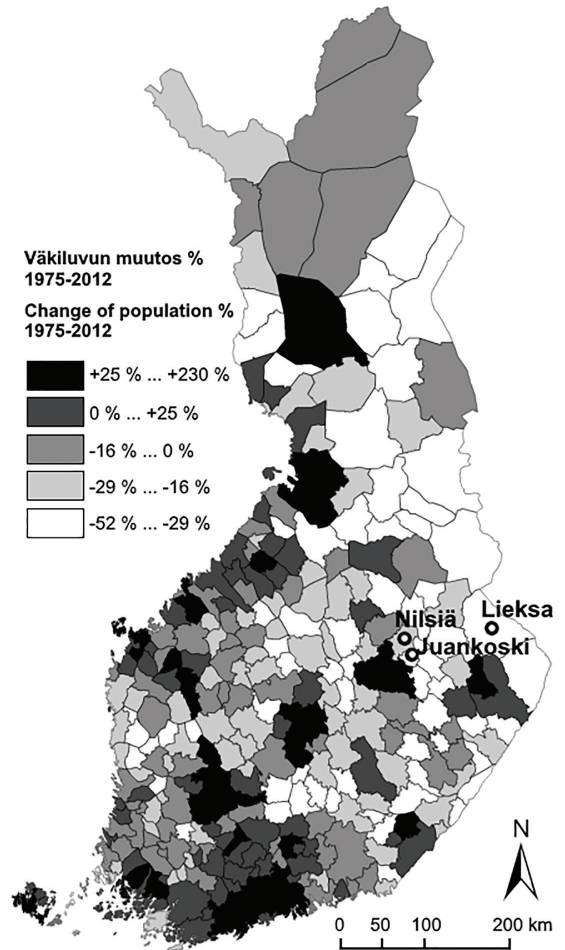 Väkiluvun muutos %
1975-2012
Change of population %
1975-2012
+25 % ... +230 %
0 % ... +25 %
-16 % ... 0 %
-29 % ... -16 %
-52 % ... -29 %
Nilsiä
Lieksa
Juankoski
N
0 50 100 200 km